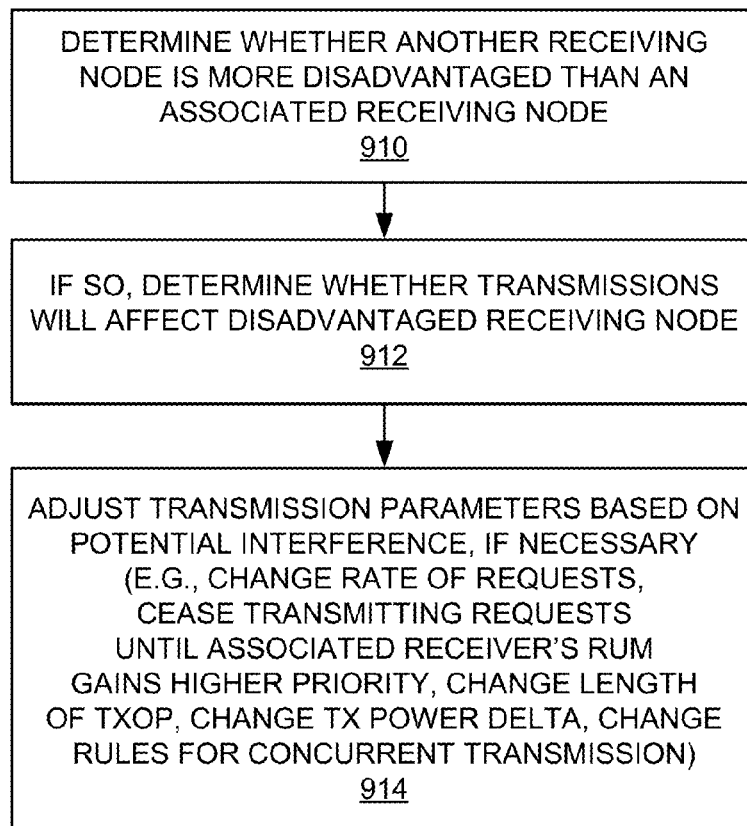 DETERMINE WHETHER ANOTHER RECEIVING
NODE IS MORE DISADVANTAGED THAN AN
ASSOCIATED RECEIVING NODE
910
IF SO, DETERMINE WHETHER TRANSMISSIONS
WILL AFFECT DISADVANTAGED RECEIVING NODE
912
ADJUST TRANSMISSION PARAMETERS BASED ON
POTENTIAL INTERFERENCE, IF NECESSARY
(E.G., CHANGE RATE OF REQUESTS,
CEASE TRANSMITTING REQUESTS
UNTIL ASSOCIATED RECEIVER'S RUM
GAINS HIGHER PRIORITY, CHANGE LENGTH
OF TXOP, CHANGE TX POWER DELTA, CHANGE
RULES FOR CONCURRENT TRANSMISSION)
914